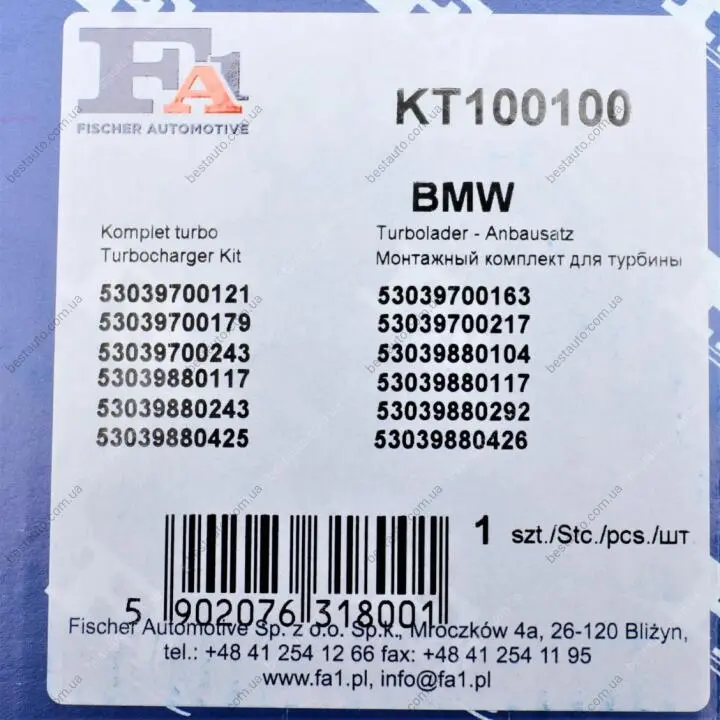 FA1
FISCHER AUTOMOTIVE
KT100100
BMW
Komplet turbo
Turbocharger Kit
Turbolader - Anbausatz
Монтажный комплект для турбины
53039700121
53039700179
53039700243
53039880117
53039880243
53039880425
53039700163
53039700217
53039880104
53039880117
53039880292
53039880426
1 szt./Stc./pcs./шт
5 902076 318001
Fischer Automotive Sp. z o.o. Sp.k., Mroczków 4a, 26-120 Bliżyn,
tel.: +48 41 254 12 66 fax: +48 41 254 11 95
www.fa1.pl, info@fa1.pl
bestauto.com.ua